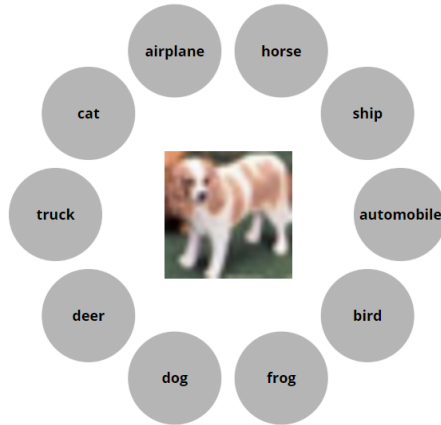 airplane
horse
cat
ship
truck
automobile
deer
bird
dog
frog